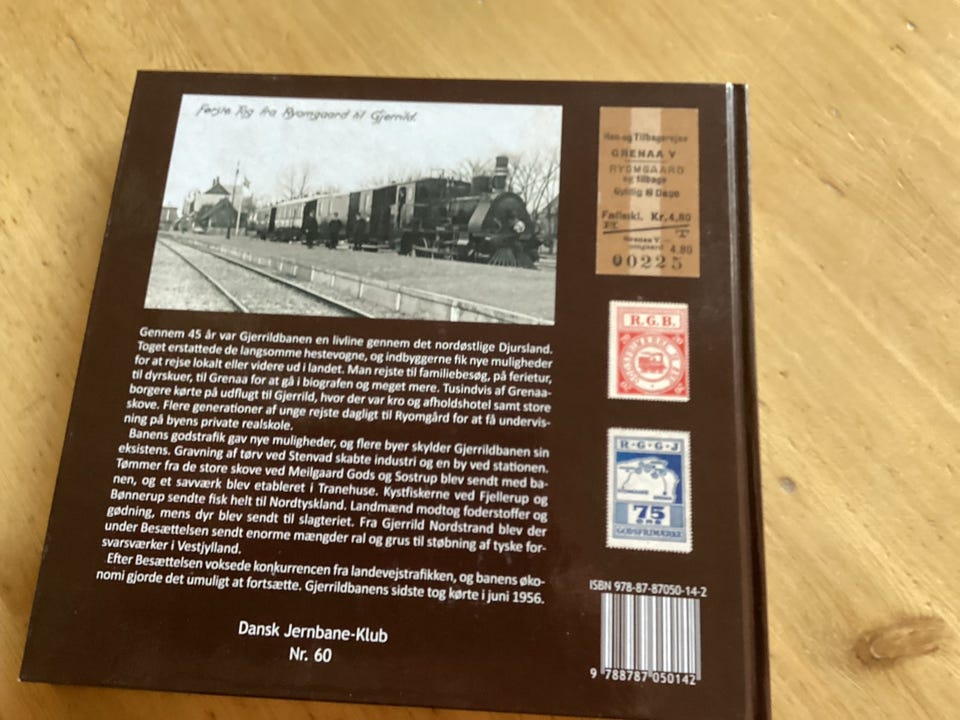 Første Tog fra Ryomgaard til Gjerrild.
Gennem 45 år var Gjerrildbanen en livline gennem det nordøstlige Djursland.
Toget erstattede de langsomme hestevogne, og indbyggerne fik nye muligheder
for at rejse lokalt eller videre ud i landet. Man rejste til familiebesøg, på ferietur,
til dyrskuer, til Grenaa for at gå i biografen og meget mere. Tusindvis af Grenaa-
borgere kørte på udflugt til Gjerrild, hvor der var kro og afholdshotel samt store
skove. Flere generationer af unge rejste dagligt til Ryomgård for at få undervis-
ning på byens private realskole.
Banens godstrafik gav nye muligheder, og flere byer skylder Gjerrildbanen sin
eksistens. Gravning af tørv ved Stenvad skabte industri og en by ved stationen.
Tømmer fra de store skove ved Meilgaard Gods og Sostrup blev sendt med ba-
nen, og et savværk blev etableret i Tranehuse. Kystfiskerne ved Fjellerup og
Bønnerup sendte fisk helt til Nordtyskland. Landmænd modtog foderstoffer og
gødning, mens dyr blev sendt til slagteriet. Fra Gjerrild Nordstrand blev der
under Besættelsen sendt enorme mængder ral og grus til støbning af tyske for-
svarsværker i Vestjylland.
Efter Besættelsen voksede konkurrencen fra landevejstrafikken, og banens øko-
nomi gjorde det umuligt at fortsætte. Gjerrildbanens sidste tog kørte i juni 1956.
Dansk Jernbane-Klub
Nr. 60
Hen-og Tilbagerejse
GRENAA V
RYOMGAARD
og tilbage
Gyldig 2 Dage
Fælleskl. Kr. 4,80
Grenaa V.-
omgaard 4.80
00225
R.G.B.
R·G·G·J
75
ØRE
GODSFRIMÆRKE
ISBN 978-87-87050-14-2
9 788787 050142